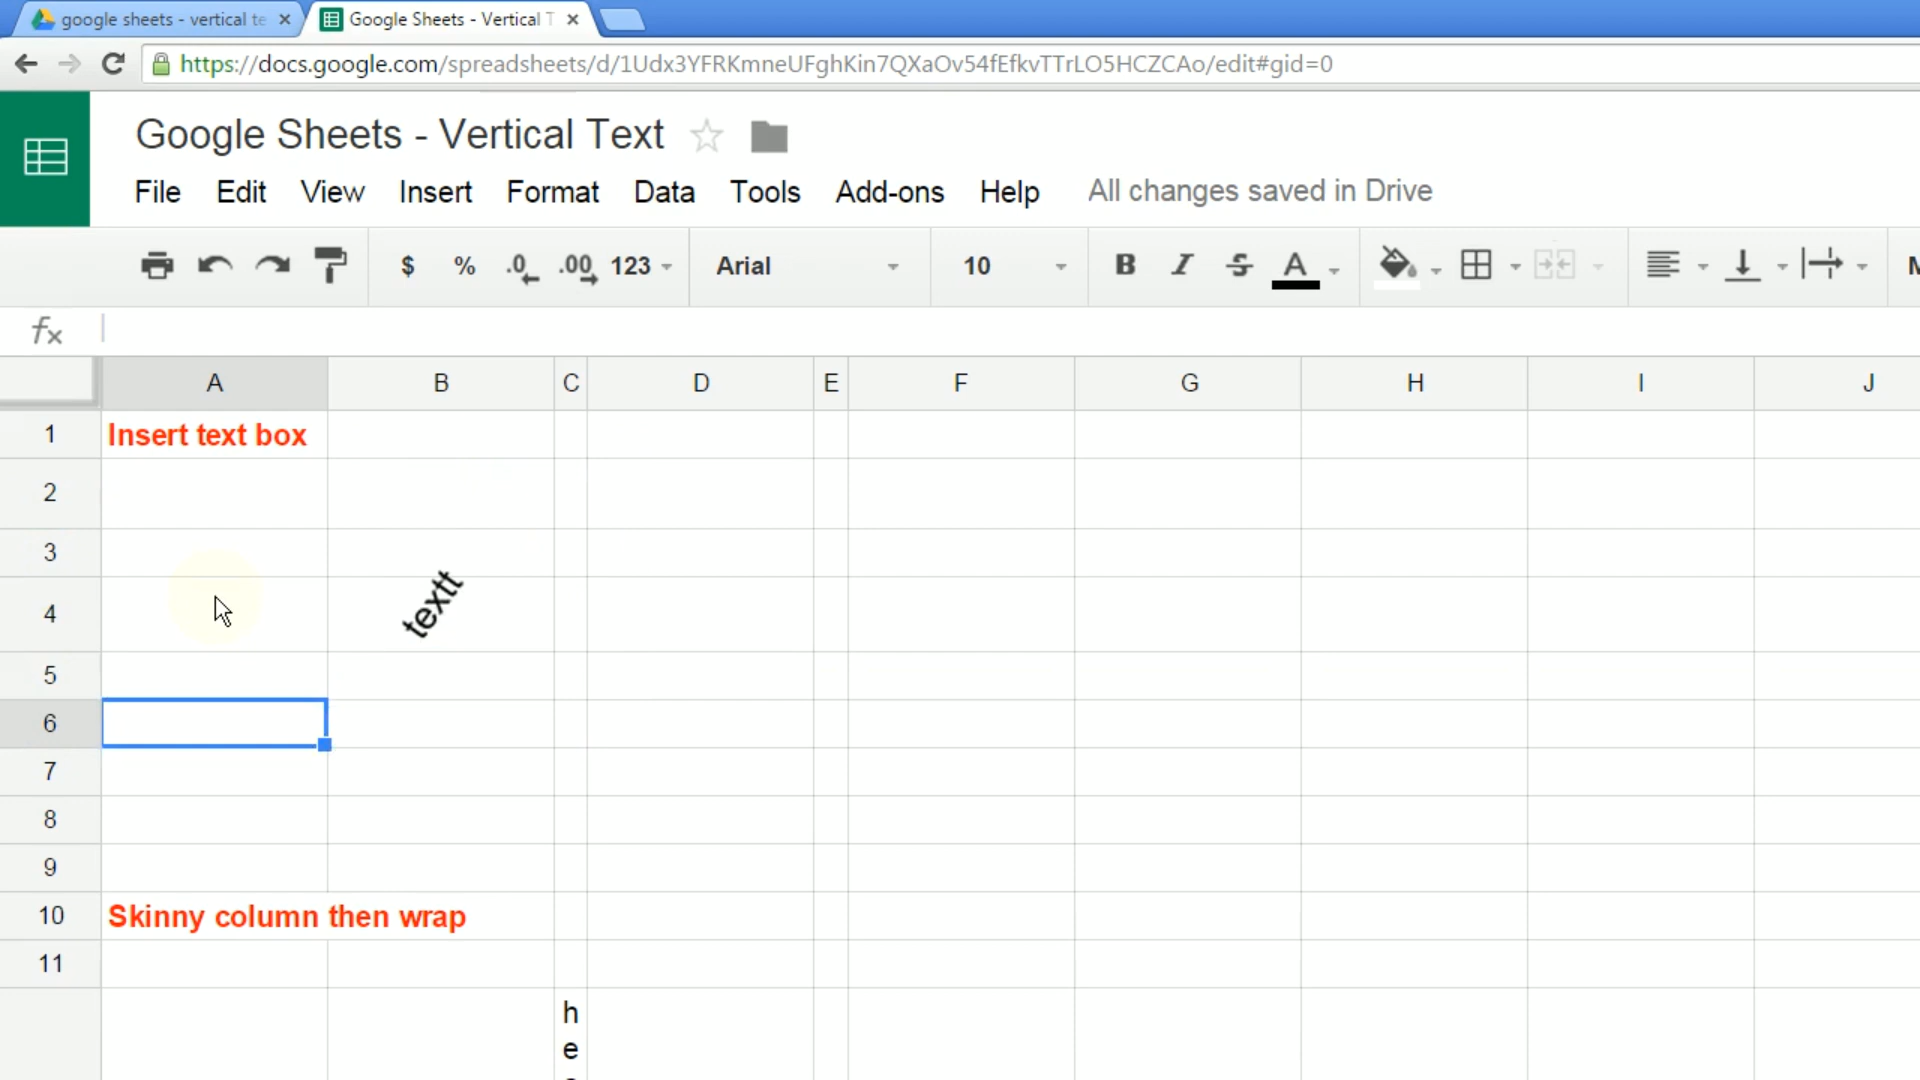 google sheets - vertical te
Google Sheets - Vertical T
https://docs.google.com/spreadsheets/d/1Udx3YFRKmneUFghKin7QXaOv54fEfkvTTrLO5HCZCAo/edit#gid=0
Google Sheets - Vertical Text
File Edit View Insert Format Data Tools Add-ons Help All changes saved in Drive
$ % .0 .00 123 Arial 10 B I S A
fx
A B C D E F G H I J
1 Insert text box
2
3
4 textt
5
6
7
8
9
10 Skinny column then wrap
11
h
e